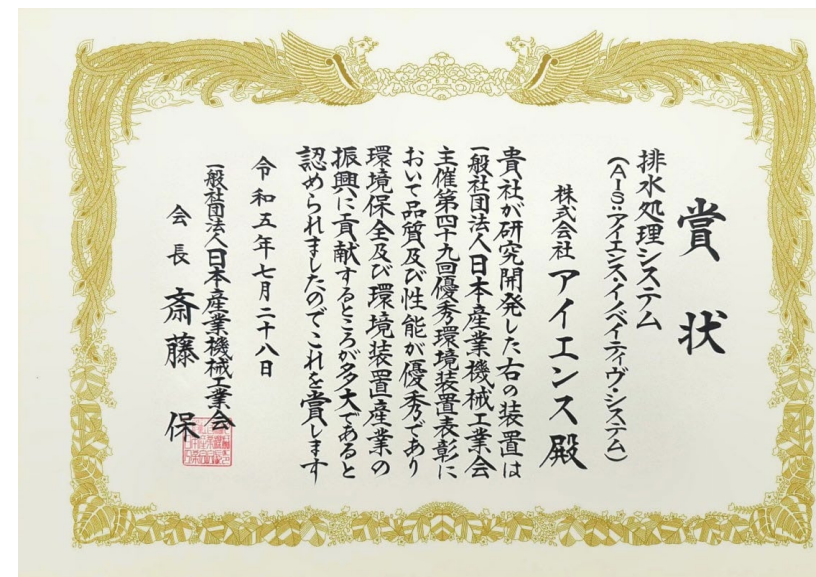 賞状
排水処理システム
(AIS:アイエンス・イノベイティヴ・システム)
株式会社 アイエンス殿
貴社が研究開発した右の装置は
一般社団法人日本産業機械工業会
主催第四十九回優秀環境装置表彰に
おいて品質及び性能が優秀であり
環境保全及び環境装置産業の
振興に貢献するところが多大であると
認められましたのでこれを賞します
令和五年七月二十八日
一般社団法人日本産業機械工業会
会長 斎藤 保